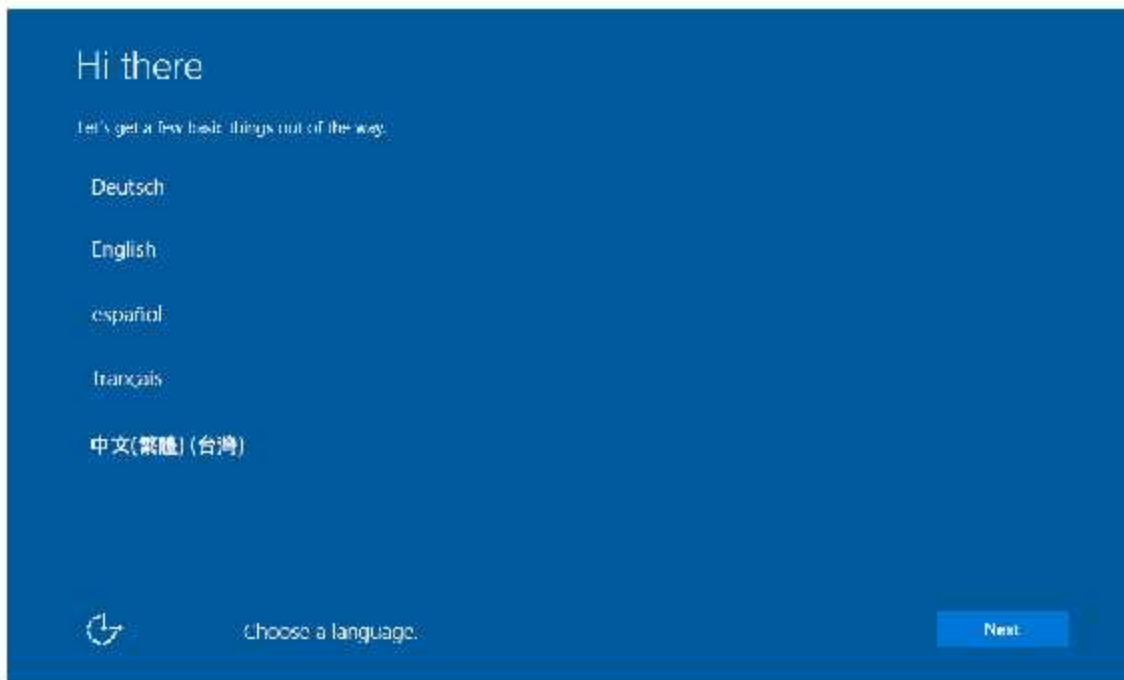 Hi there
Let's get a few basic things out of the way.
Deutsch
English
español
français
中文(繁體) (台灣)
Choose a language.
Next